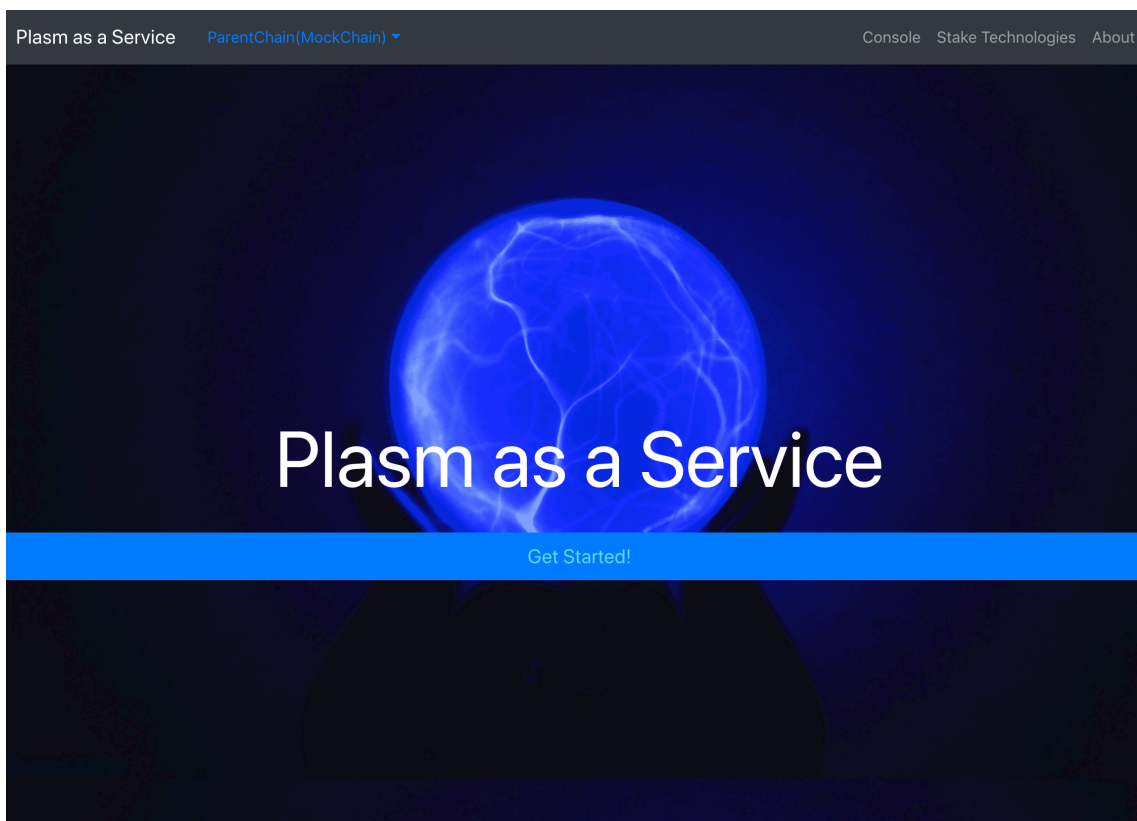 Plasm as a Service ParentChain(MockChain) Console Stake Technologies About
Plasm as a Service
Get Started!